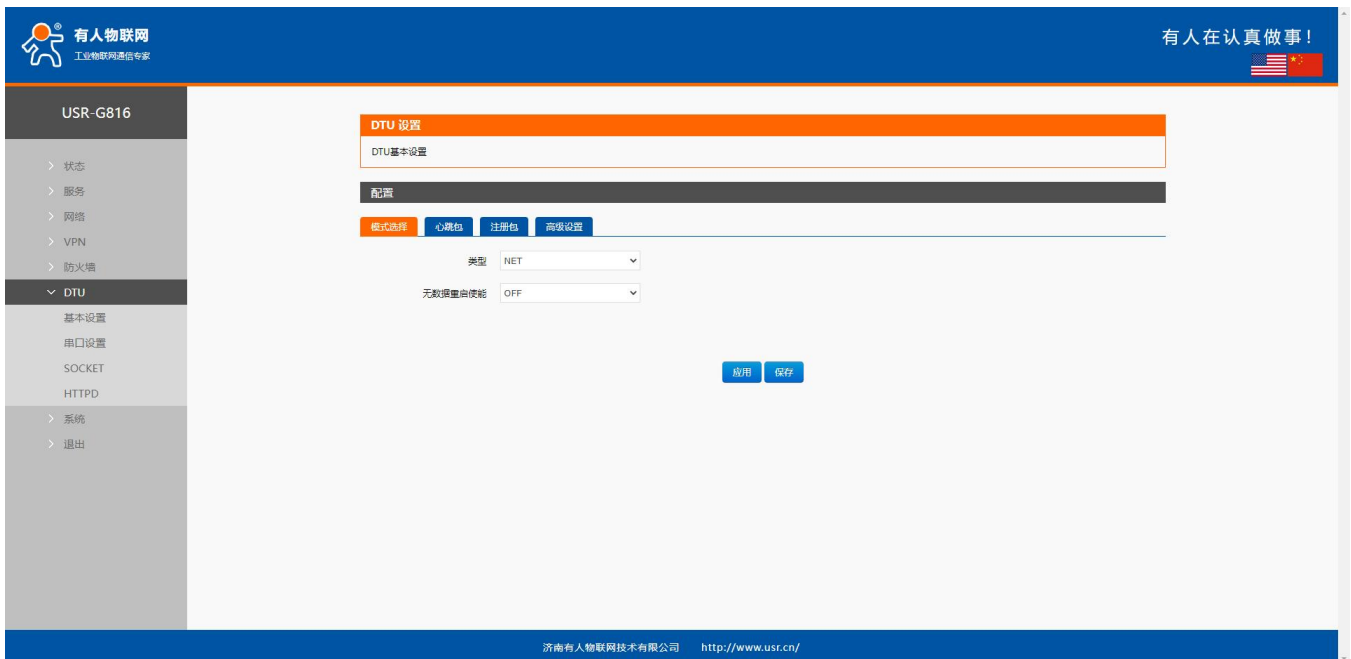 有人物联网
工业物联网通信专家
有人在认真做事!
USR-G816
状态
服务
网络
VPN
防火墙
DTU
基本设置
串口设置
SOCKET
HTTPD
系统
退出
DTU 设置
DTU基本设置
配置
模式选择 心跳包 注册包 高级设置
类型 NET
无数据重启使能 OFF
应用 保存
济南有人物联网技术有限公司 http://www.usr.cn/